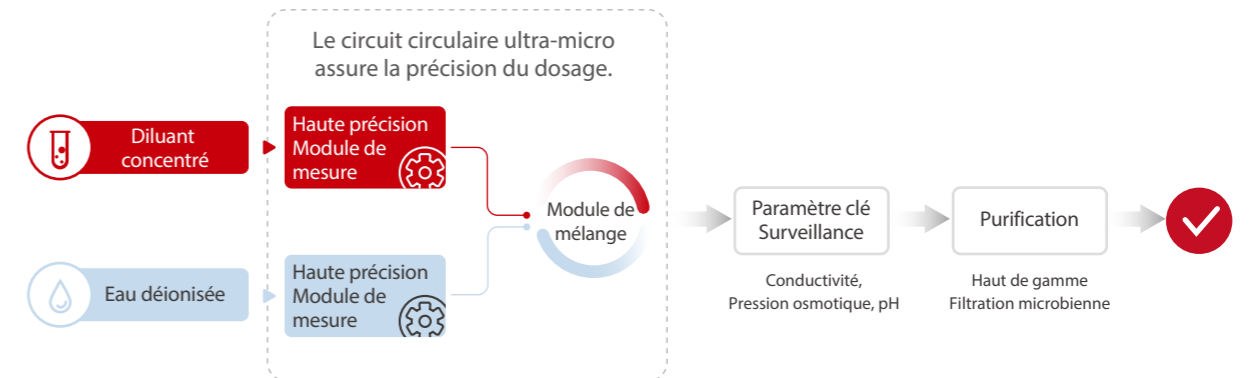 Le circuit circulaire ultra-micro
assure la précision du dosage.
Diluant
concentré
Haute précision
Module de
mesure
Eau déionisée
Haute précision
Module de
mesure
Module de
mélange
Paramètre clé
Surveillance
Conductivité,
Pression osmotique, pH
Purification
Haut de gamme
Filtration microbienne